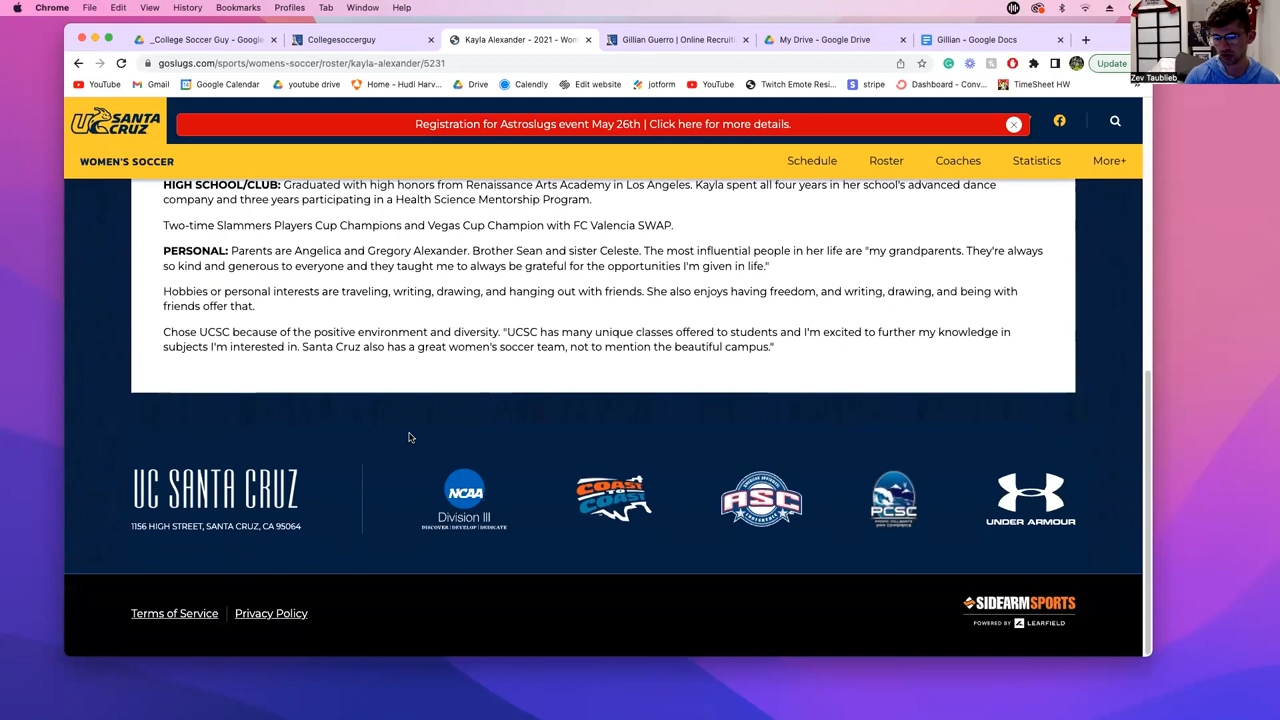 Chrome File Edit View History Bookmarks Profiles Tab Window Help
_College Soccer Guy - Google Collegesoccerguy Kayla Alexander - 2021 - Wom Gillian Guerro | Online Recruiti My Drive - Google Drive Gillian - Google Docs
goslugs.com/sports/womens-soccer/roster/kayla-alexander/5231 Update
YouTube Gmail Google Calendar youtube drive Home - Hudl Harv... Drive Calendly Edit website jotform YouTube Twitch Emote Resi... stripe Dashboard - Conv... TimeSheet HW
Zev Taublieb
UC SANTA CRUZ
Registration for Astroslugs event May 26th | Click here for more details.
WOMEN'S SOCCER Schedule Roster Coaches Statistics More+
HIGH SCHOOL/CLUB: Graduated with high honors from Renaissance Arts Academy in Los Angeles. Kayla spent all four years in her school's advanced dance
company and three years participating in a Health Science Mentorship Program.
Two-time Slammers Players Cup Champions and Vegas Cup Champion with FC Valencia SWAP.
PERSONAL: Parents are Angelica and Gregory Alexander. Brother Sean and sister Celeste. The most influential people in her life are "my grandparents. They're always
so kind and generous to everyone and they taught me to always be grateful for the opportunities I'm given in life."
Hobbies or personal interests are traveling, writing, drawing, and hanging out with friends. She also enjoys having freedom, and writing, drawing, and being with
friends offer that.
Chose UCSC because of the positive environment and diversity. "UCSC has many unique classes offered to students and I'm excited to further my knowledge in
subjects I'm interested in. Santa Cruz also has a great women's soccer team, not to mention the beautiful campus."
UC SANTA CRUZ
1156 HIGH STREET, SANTA CRUZ, CA 95064
NCAA
Division III
DISCOVER | DEVELOP | DEDICATE
COAST TO COAST
ASC
PCSC
UNDER ARMOUR
Terms of Service Privacy Policy
SIDEARM SPORTS
POWERED BY LEARFIELD